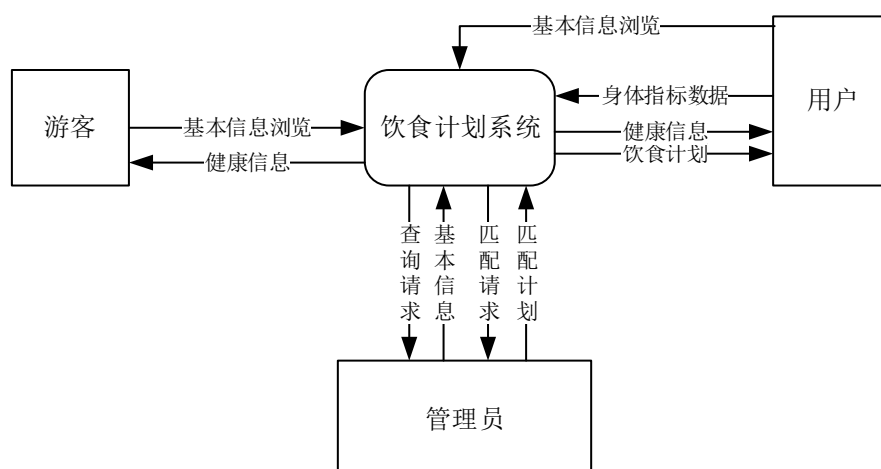 基本信息浏览
游客
基本信息浏览
健康信息
饮食计划系统
身体指标数据
健康信息
饮食计划
用户
查询请求
基本信息
匹配请求
匹配计划
管理员